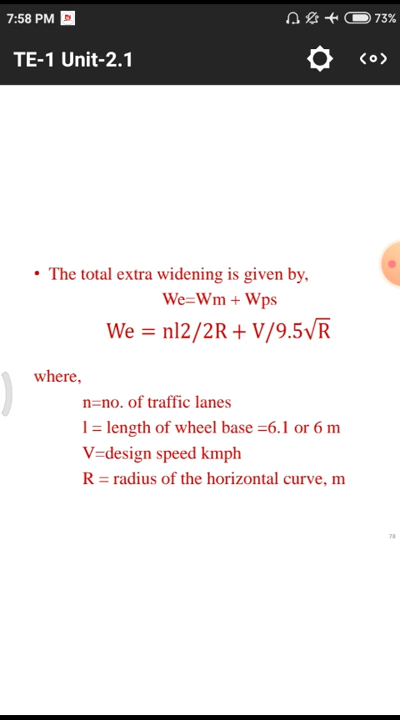 7:58 PM 73%
TE-1 Unit-2.1
• The total extra widening is given by,
We=Wm + Wps
We = nl2/2R + V/9.5√R
where,
n=no. of traffic lanes
l = length of wheel base =6.1 or 6 m
V=design speed kmph
R = radius of the horizontal curve, m
78